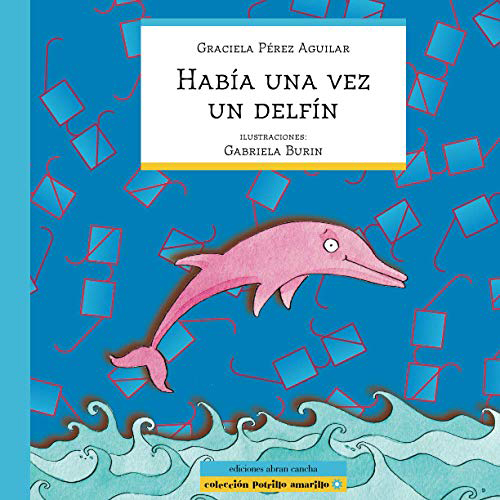 Graciela Pérez Aguilar
Había una vez
un delfín
ilustraciones:
Gabriela Burin
ediciones abran cancha
colección Potrillo amarillo